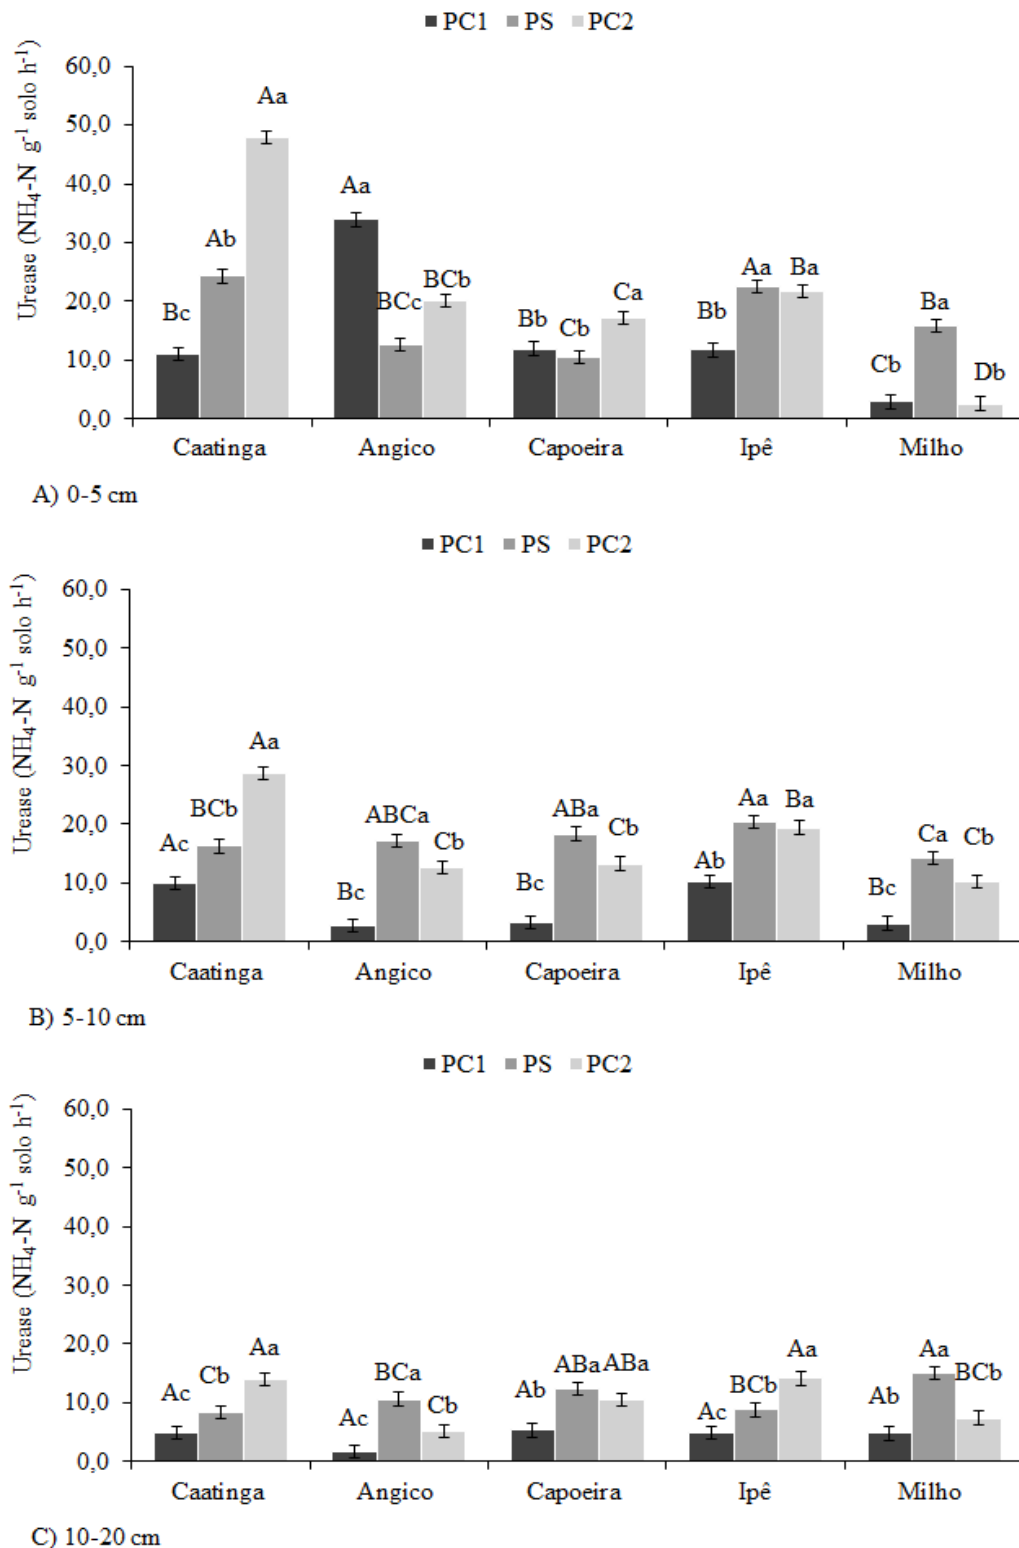 PC1 PS PC2
Urease (NH4-N g-1 solo h-1)
60,0
50,0
40,0
30,0
20,0
10,0
0,0
Bc Ab Aa
Aa BCc BCb
Bb Cb Ca
Bb Aa Ba
Cb Ba Db
Caatinga Angico Capoeira Ipê Milho
A) 0-5 cm
PC1 PS PC2
Urease (NH4-N g-1 solo h-1)
60,0
50,0
40,0
30,0
20,0
10,0
0,0
Ac BCb Aa
Bc ABCa Cb
Bc ABa Cb
Ab Aa Ba
Bc Ca Cb
Caatinga Angico Capoeira Ipê Milho
B) 5-10 cm
PC1 PS PC2
Urease (NH4-N g-1 solo h-1)
60,0
50,0
40,0
30,0
20,0
10,0
0,0
Ac Cb Aa
Ac BCa Cb
Ab ABa ABa
Ac BCb Aa
Ab Aa BCb
Caatinga Angico Capoeira Ipê Milho
C) 10-20 cm